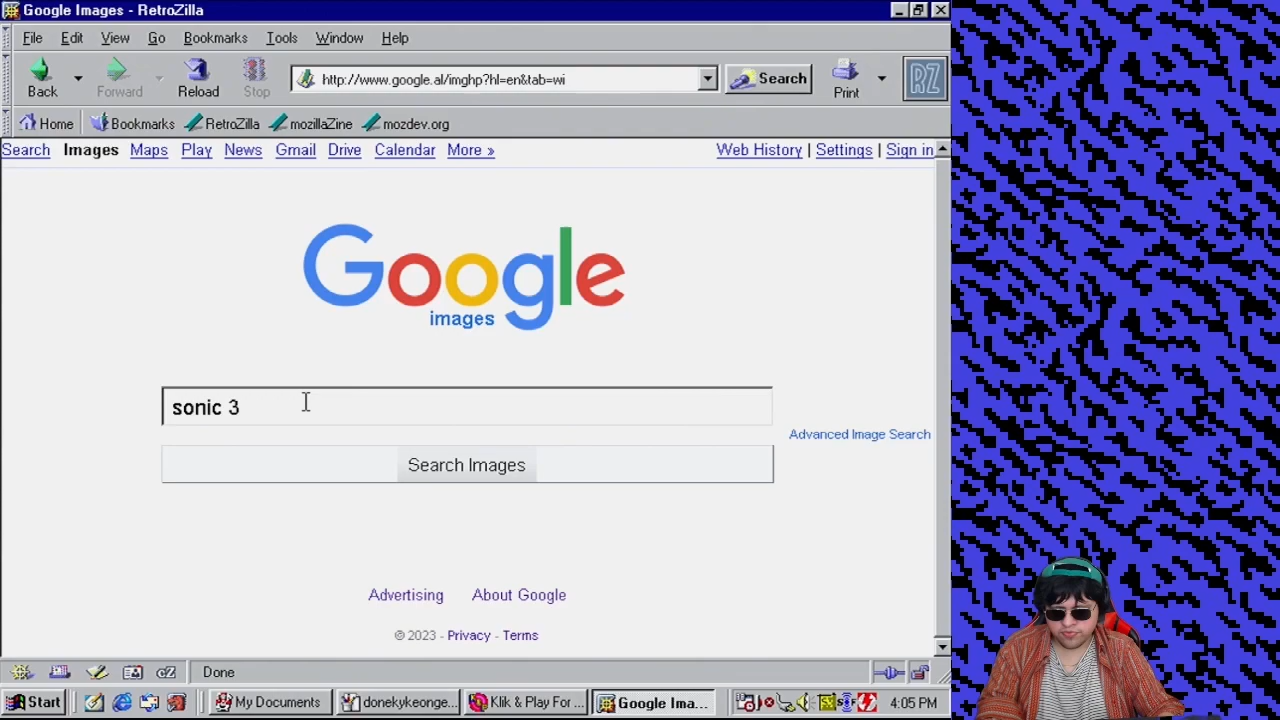 Google Images - RetroZilla
File Edit View Go Bookmarks Tools Window Help
Back Forward Reload Stop http://www.google.al/imghp?hl=en&tab=wi Search Print RZ
Home Bookmarks RetroZilla mozillaZine mozdev.org
Search Images Maps Play News Gmail Drive Calendar More » Web History | Settings | Sign in
Google
images
sonic 3
Advanced Image Search
Search Images
Advertising About Google
© 2023 - Privacy - Terms
Done
Start My Documents donekykeonge... Klik & Play For ... Google Ima... 4:05 PM